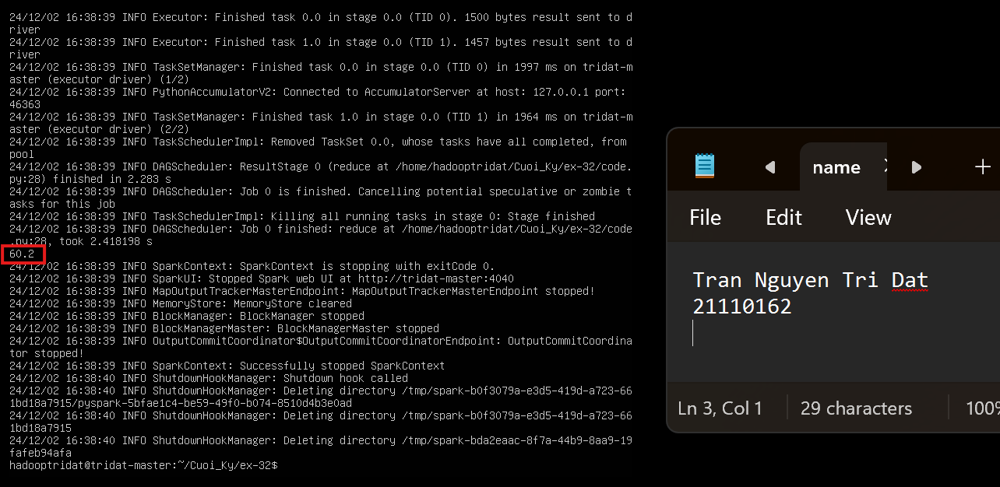 24/12/02 16:38:39 INFO Executor: Finished task 0.0 in stage 0.0 (TID 0). 1500 bytes result sent to d
river
24/12/02 16:38:39 INFO Executor: Finished task 1.0 in stage 0.0 (TID 1). 1457 bytes result sent to d
river
24/12/02 16:38:39 INFO TaskSetManager: Finished task 0.0 in stage 0.0 (TID 0) in 1997 ms on tridat-m
aster (executor driver) (1/2)
24/12/02 16:38:39 INFO PythonAccumulatorV2: Connected to AccumulatorServer at host: 127.0.0.1 port:
46363
24/12/02 16:38:39 INFO TaskSetManager: Finished task 1.0 in stage 0.0 (TID 1) in 1964 ms on tridat-m
aster (executor driver) (2/2)
24/12/02 16:38:39 INFO TaskSchedulerImpl: Removed TaskSet 0.0, whose tasks have all completed, from
pool
24/12/02 16:38:39 INFO DAGScheduler: ResultStage 0 (reduce at /home/hadooptridat/Cuoi_Ky/ex-32/code.
py:28) finished in 2.283 s
24/12/02 16:38:39 INFO DAGScheduler: Job 0 is finished. Cancelling potential speculative or zombie t
asks for this job
24/12/02 16:38:39 INFO TaskSchedulerImpl: Killing all running tasks in stage 0: Stage finished
24/12/02 16:38:39 INFO DAGScheduler: Job 0 finished: reduce at /home/hadooptridat/Cuoi_Ky/ex-32/code
.py:28, took 2.418198 s
60.2
24/12/02 16:38:39 INFO SparkContext: SparkContext is stopping with exitCode 0.
24/12/02 16:38:39 INFO SparkUI: Stopped Spark web UI at http://tridat-master:4040
24/12/02 16:38:39 INFO MapOutputTrackerMasterEndpoint: MapOutputTrackerMasterEndpoint stopped!
24/12/02 16:38:39 INFO MemoryStore: MemoryStore cleared
24/12/02 16:38:39 INFO BlockManager: BlockManager stopped
24/12/02 16:38:39 INFO BlockManagerMaster: BlockManagerMaster stopped
24/12/02 16:38:39 INFO OutputCommitCoordinator$OutputCommitCoordinatorEndpoint: OutputCommitCoordina
tor stopped!
24/12/02 16:38:39 INFO SparkContext: Successfully stopped SparkContext
24/12/02 16:38:40 INFO ShutdownHookManager: Shutdown hook called
24/12/02 16:38:40 INFO ShutdownHookManager: Deleting directory /tmp/spark-b0f3079a-e3d5-419d-a723-66
1bd18a7915/pyspark-5bfae1c4-be59-49f0-b074-8510d4b3e0ad
24/12/02 16:38:40 INFO ShutdownHookManager: Deleting directory /tmp/spark-b0f3079a-e3d5-419d-a723-66
1bd18a7915
24/12/02 16:38:40 INFO ShutdownHookManager: Deleting directory /tmp/spark-bda2eaac-8f7a-44b9-8aa9-19
fafeb94afa
hadooptridat@tridat-master:~/Cuoi_Ky/ex-32$
name
File Edit View
Tran Nguyen Tri Dat
21110162
Ln 3, Col 1 29 characters 100%